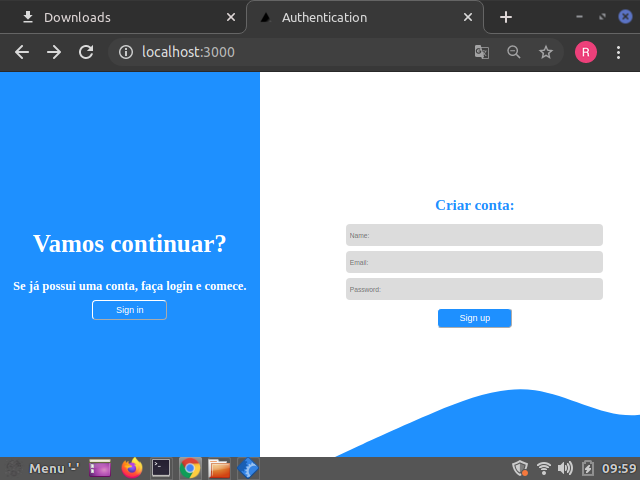 Downloads
Authentication
localhost:3000
R
Vamos continuar?
Se já possui uma conta, faça login e comece.
Sign in
Criar conta:
Name:
Email:
Password:
Sign up
Menu '-'
09:59